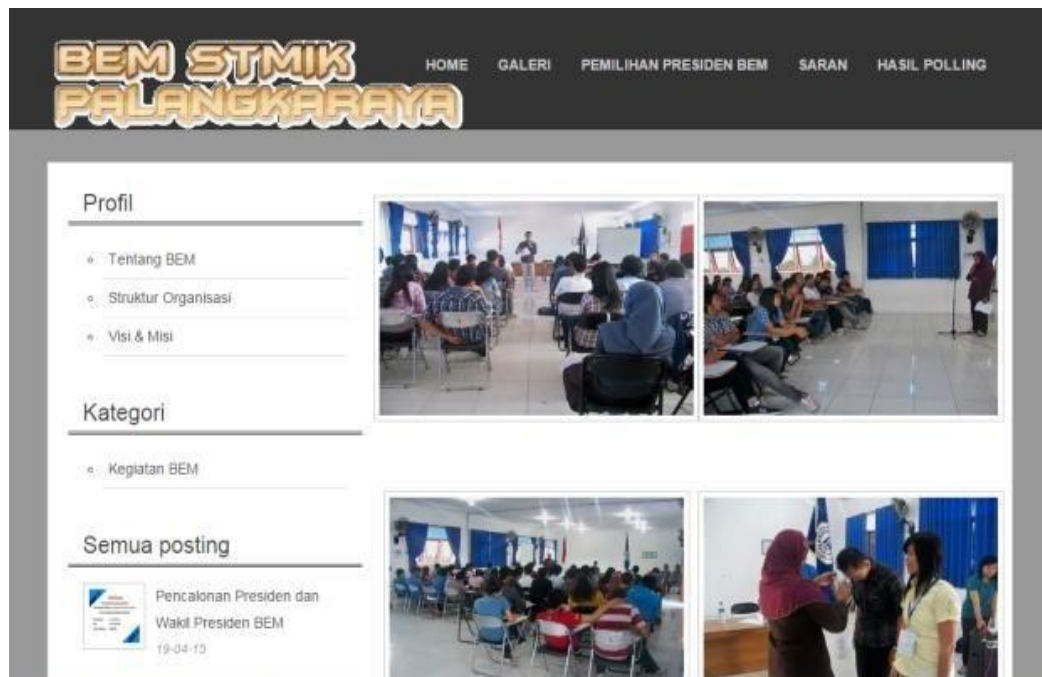 BEM STMIK
PALANGKARAYA
HOME GALERI PEMILIHAN PRESIDEN BEM SARAN HASIL POLLING
Profil
Tentang BEM
Struktur Organisasi
Visi & Misi
Kategori
Kegiatan BEM
Semua posting
Pencalonan Presiden dan
Wakil Presiden BEM
19-04-15